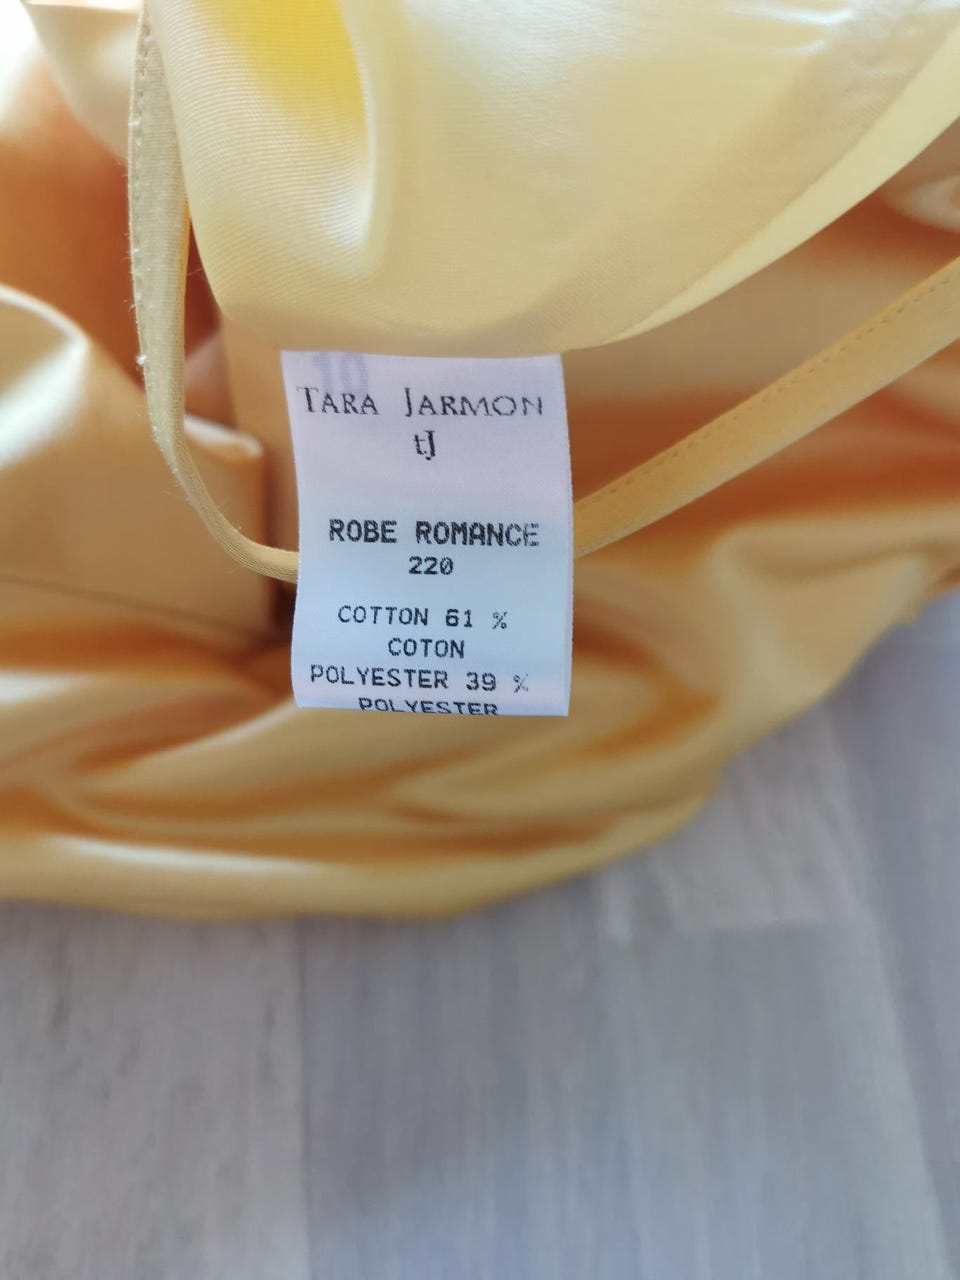 TARA JARMON
tJ
ROBE ROMANCE
220
COTTON 61 %
COTON
POLYESTER 39 %
POLYESTER